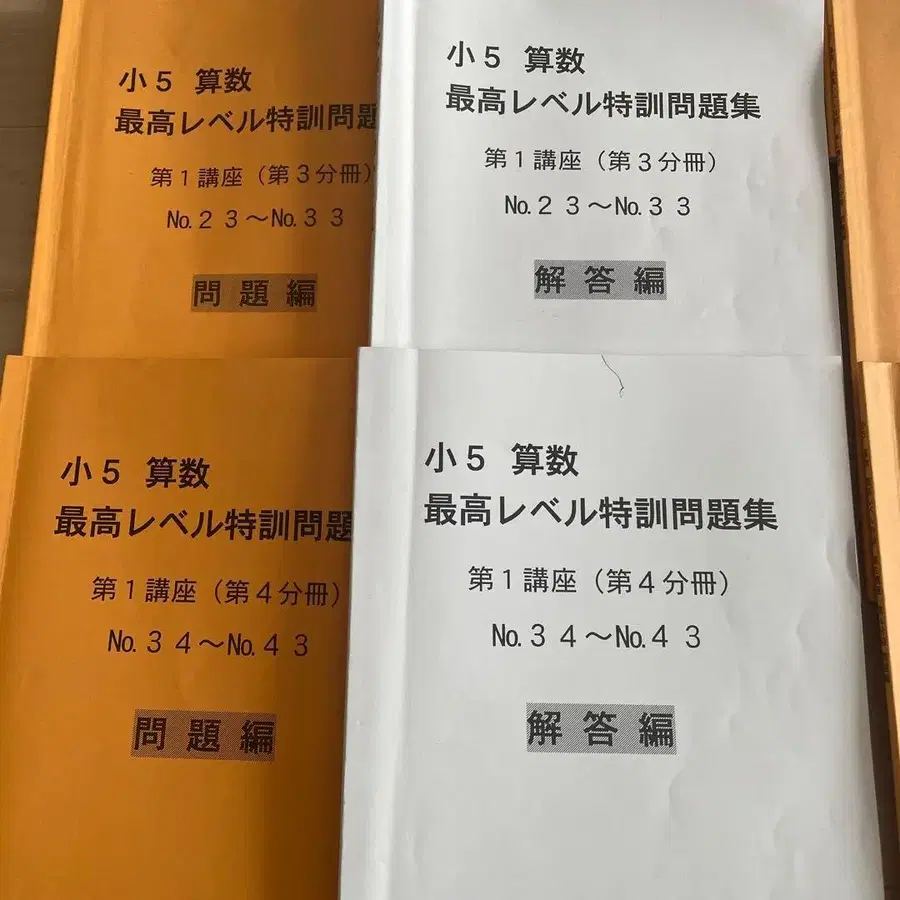 小５ 算数
最高レベル特訓問題
第１講座（第３分冊）
No.２３～No.３３
問題編
小５ 算数
最高レベル特訓問題集
第１講座（第３分冊）
No.２３～No.３３
解答編
小５ 算数
最高レベル特訓問題
第１講座（第４分冊）
No.３４～No.４３
問題編
小５ 算数
最高レベル特訓問題集
第１講座（第４分冊）
No.３４～No.４３
解答編